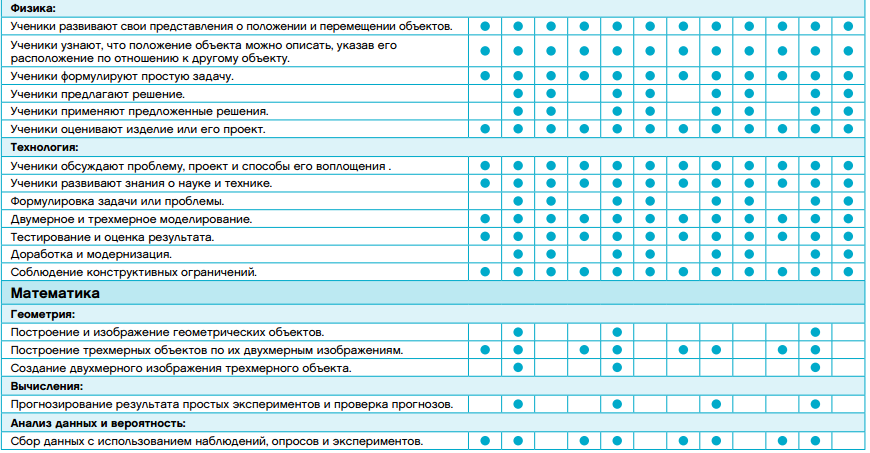 Физика:
Ученики развивают свои представления о положении и перемещении объектов.
Ученики узнают, что положение объекта можно описать, указав его
расположение по отношению к другому объекту.
Ученики формулируют простую задачу.
Ученики предлагают решение.
Ученики применяют предложенные решения.
Ученики оценивают изделие или его проект.
Технология:
Ученики обсуждают проблему, проект и способы его воплощения .
Ученики развивают знания о науке и технике.
Формулировка задачи или проблемы.
Двумерное и трехмерное моделирование.
Тестирование и оценка результата.
Доработка и модернизация.
Соблюдение конструктивных ограничений.
Математика
Геометрия:
Построение и изображение геометрических объектов.
Построение трехмерных объектов по их двухмерным изображениям.
Создание двухмерного изображения трехмерного объекта.
Вычисления:
Прогнозирование результата простых экспериментов и проверка прогнозов.
Анализ данных и вероятность:
Сбор данных с использованием наблюдений, опросов и экспериментов.